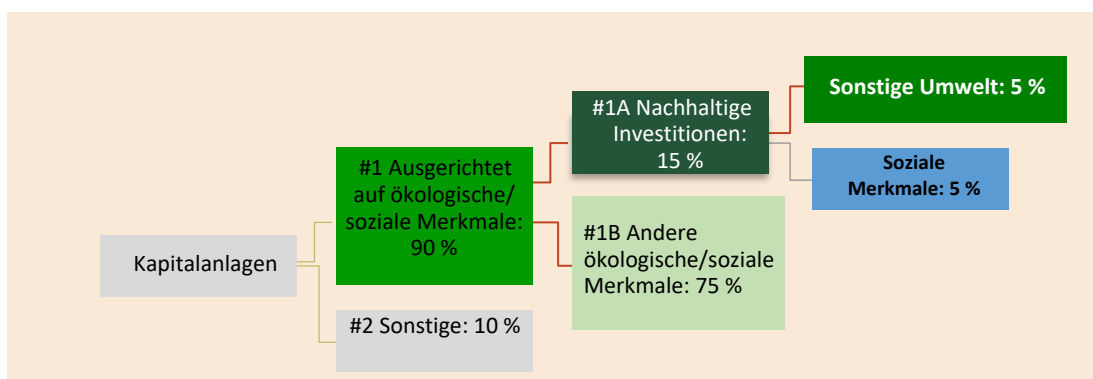 Kapitalanlagen
#1 Ausgerichtet
auf ökologische/
soziale Merkmale:
90 %
#2 Sonstige: 10 %
#1A Nachhaltige
Investitionen:
15 %
#1B Andere
ökologische/soziale
Merkmale: 75 %
Sonstige Umwelt: 5 %
Soziale
Merkmale: 5 %